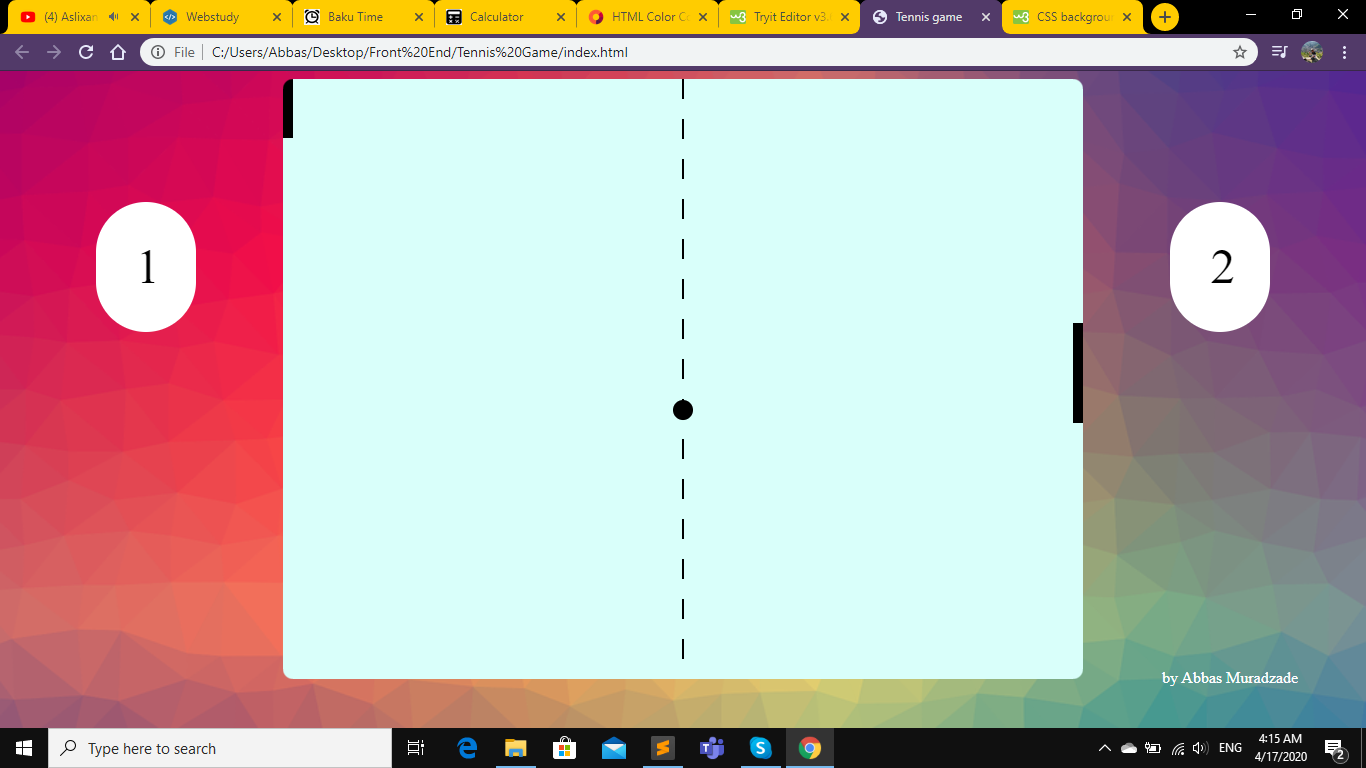 (4) Aslixan
Webstudy
Baku Time
Calculator
HTML Color Co
Tryit Editor v3.
Tennis game
CSS backgroun
File
C:/Users/Abbas/Desktop/Front%20End/Tennis%20Game/index.html
1
2
by Abbas Muradzade
Type here to search
ENG
4:15 AM
4/17/2020
2